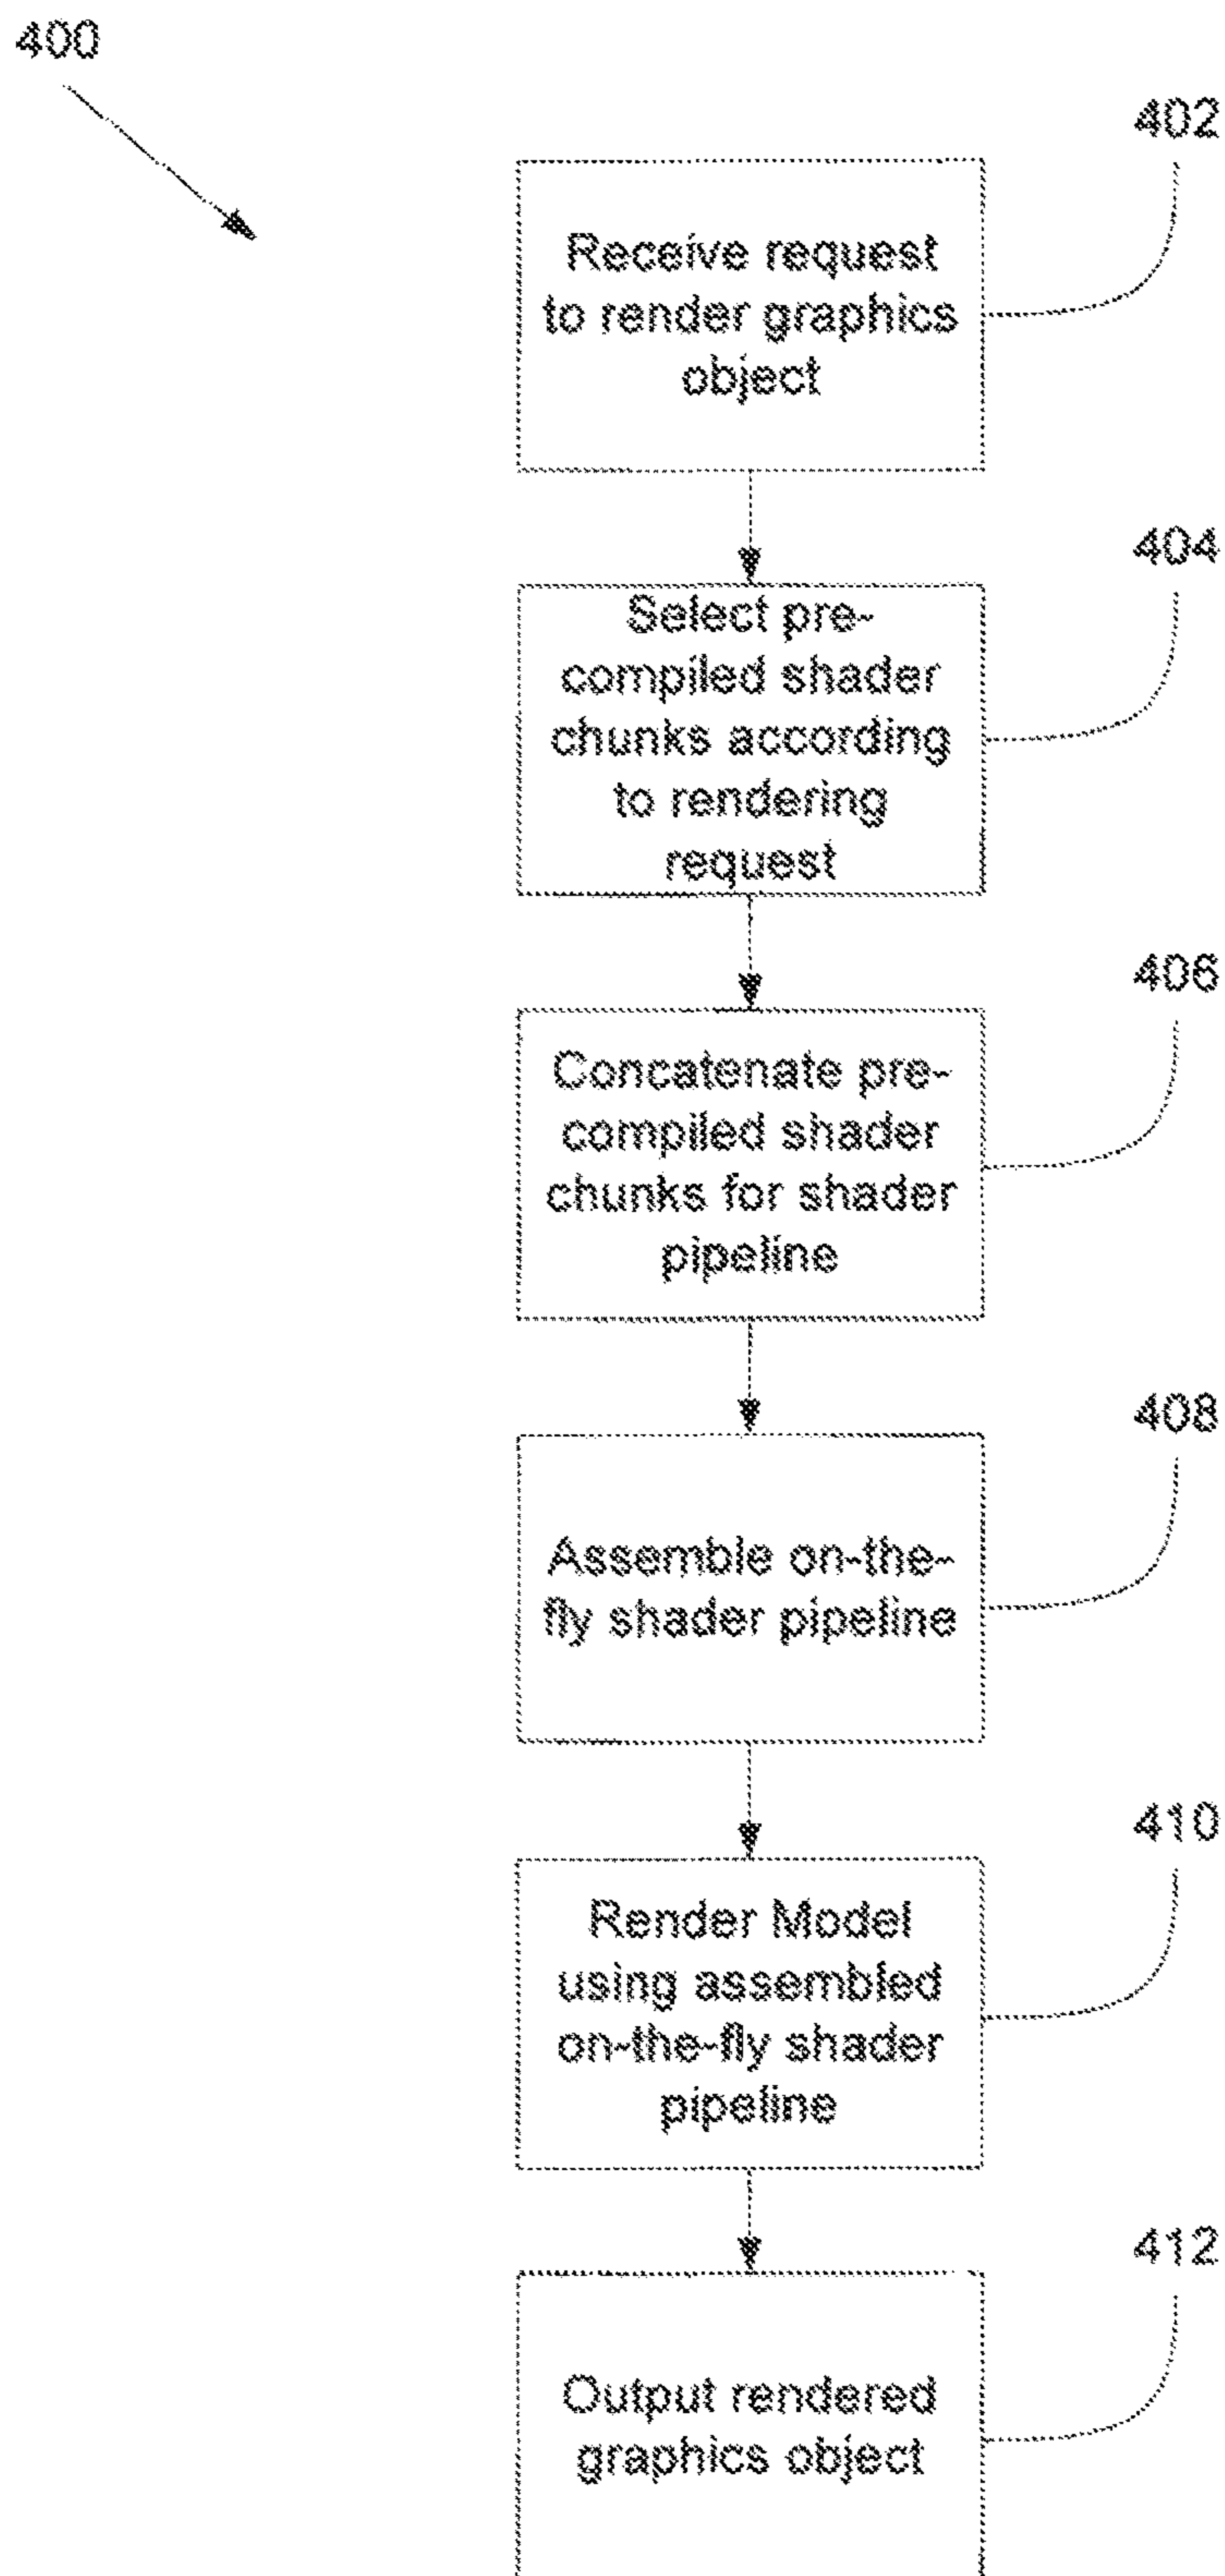 400
402
Receive request
to render graphics
object
404
Select pre-
compiled shader
chunks according
to rendering
request
406
Concatenate pre-
compiled shader
chunks for shader
pipeline
408
Assemble on-the-
fly shader pipeline
410
Render Model
using assembled
on-the-fly shader
pipeline
412
Output rendered
graphics object